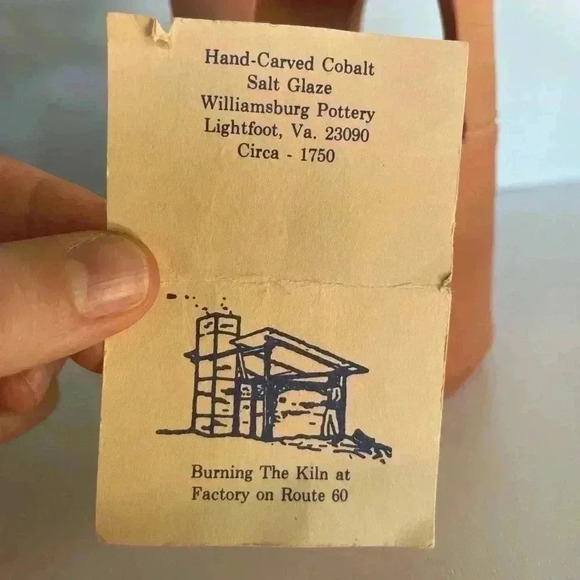 Hand-Carved Cobalt
Salt Glaze
Williamsburg Pottery
Lightfoot, Va. 23090
Circa - 1750
Burning The Kiln at
Factory on Route 60